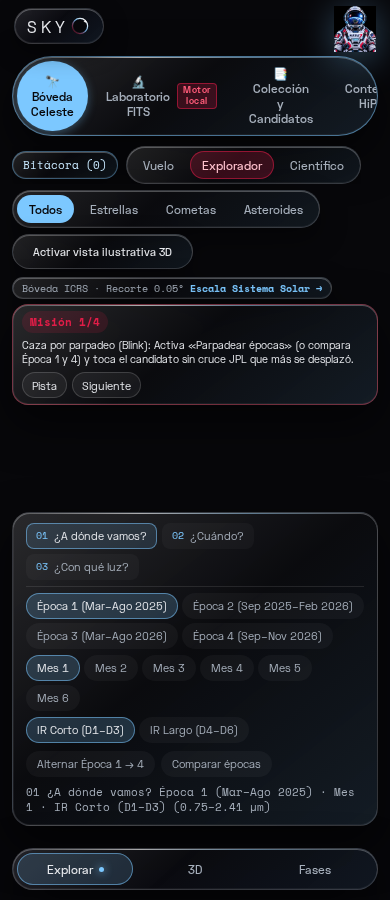 SKY
Bóveda
Celeste
Laboratorio
FITS
Motor
local
Colección
y
Candidatos
Conte
HiP
Bitácora (0)
Vuelo
Explorador
Científico
Todos
Estrellas
Cometas
Asteroides
Activar vista ilustrativa 3D
Bóveda ICRS · Recorte 0.05° Escala Sistema Solar →
Misión 1/4
Caza por parpadeo (Blink): Activa «Parpadear épocas» (o compara
Época 1 y 4) y toca el candidato sin cruce JPL que más se desplazó.
Pista
Siguiente
01 ¿A dónde vamos?
02 ¿Cuándo?
03 ¿Con qué luz?
Época 1 (Mar–Ago 2025)
Época 2 (Sep 2025–Feb 2026)
Época 3 (Mar–Ago 2026)
Época 4 (Sep–Nov 2026)
Mes 1
Mes 2
Mes 3
Mes 4
Mes 5
Mes 6
IR Corto (D1–D3)
IR Largo (D4–D6)
Alternar Época 1 → 4
Comparar épocas
01 ¿A dónde vamos? Época 1 (Mar–Ago 2025) · Mes
1 · IR Corto (D1–D3) (0.75–2.41 µm)
Explorar
3D
Fases